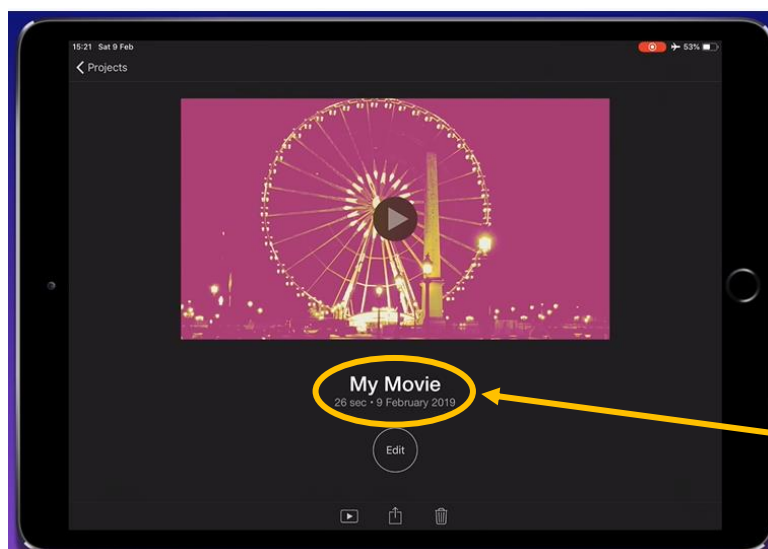 15:21 Sat 9 Feb 53%
Projects
My Movie
26 sec • 9 February 2019
Edit